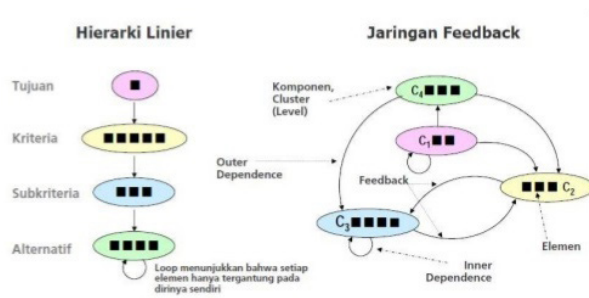 Hierarki Linier
Tujuan
Kriteria
Subkriteria
Alternatif
Loop menunjukkan bahwa setiap
elemen hanya tergantung pada
dirinya sendiri
Jaringan Feedback
Komponen,
Cluster
(Level)
C4
C1
Outer
Dependence
Feedback
C2
C3
Elemen
Inner
Dependence